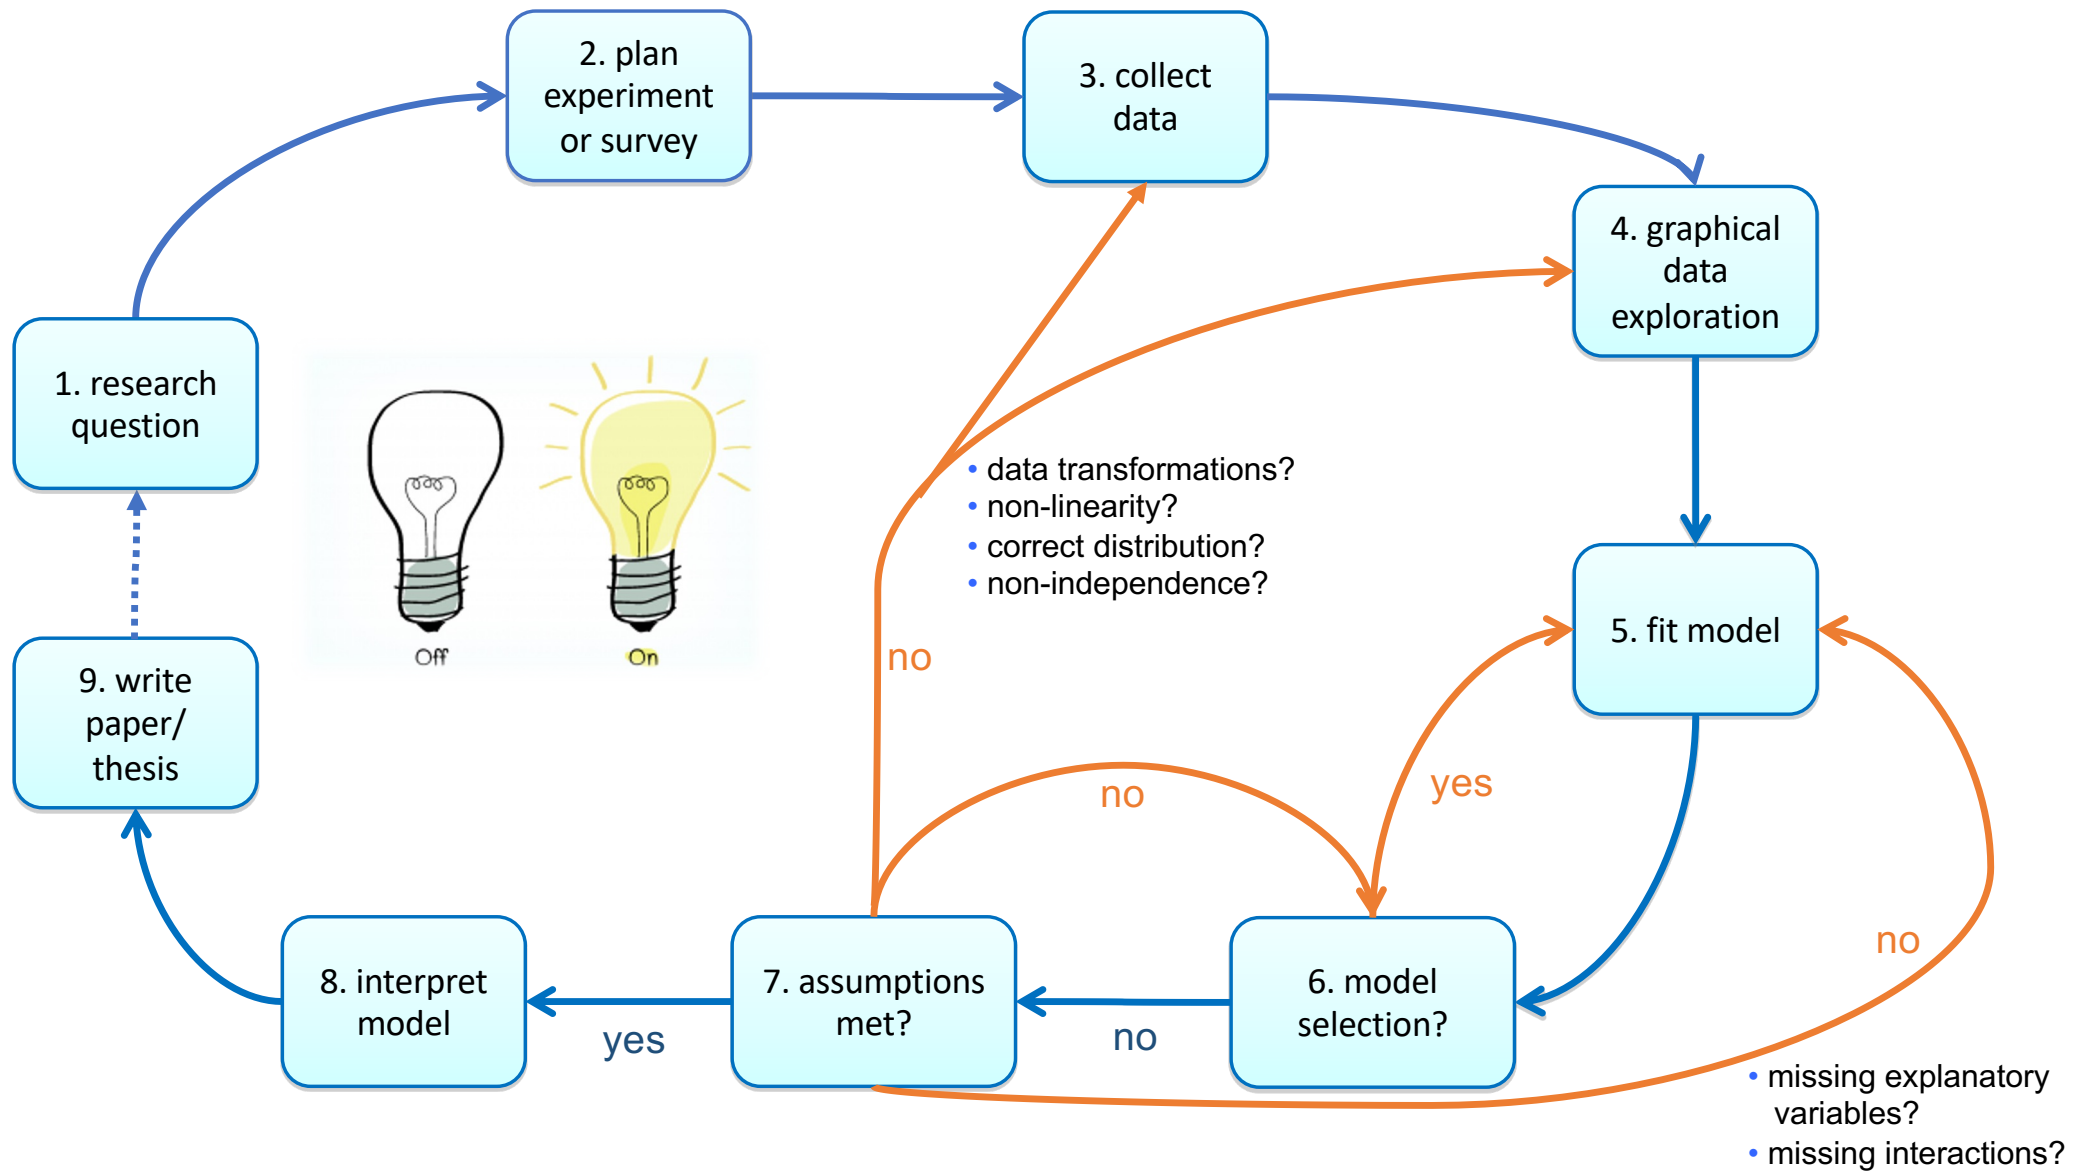 2. plan
experiment
or survey
3. collect
data
4. graphical
data
exploration
1. research
question
• data transformations?
• non-linearity?
• correct distribution?
• non-independence?
Off
On
no
5. fit model
9. write
paper/
thesis
no
yes
no
8. interpret
model
yes
7. assumptions
met?
no
6. model
selection?
• missing explanatory
variables?
• missing interactions?